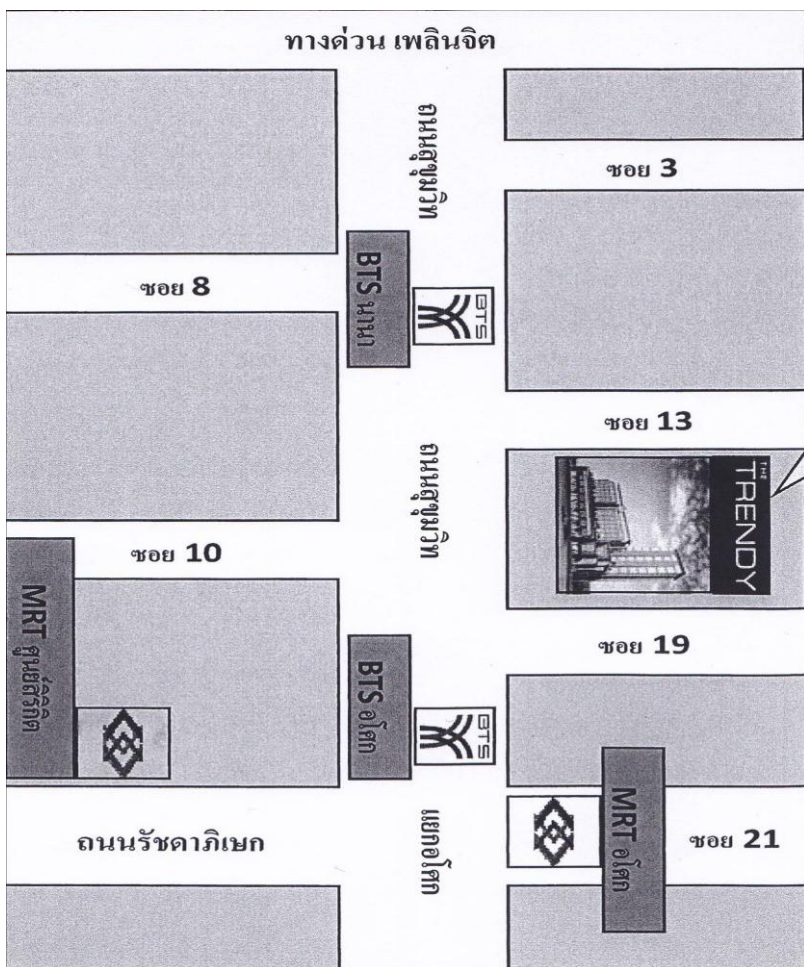 ทางด่วน เพลินจิต
ถนนสุขุมวิท
ซอย 3
BTS นานา
BTS
ซอย 8
ซอย 13
ถนนสุขุมวิท
THE
TRENDY
ซอย 10
MRT ศูนย์สิริกิติ์
BTS อโศก
BTS
ซอย 19
MRT อโศก
ซอย 21
ถนนรัชดาภิเษก
แยกอโศก